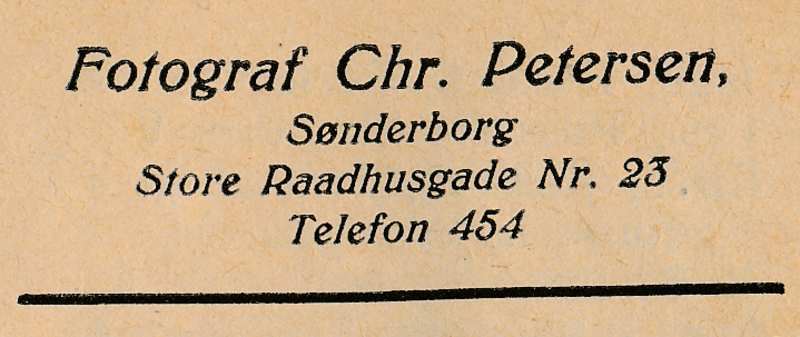 Fotograf Chr. Petersen,
Sønderborg
Store Raadhusgade Nr. 23
Telefon 454